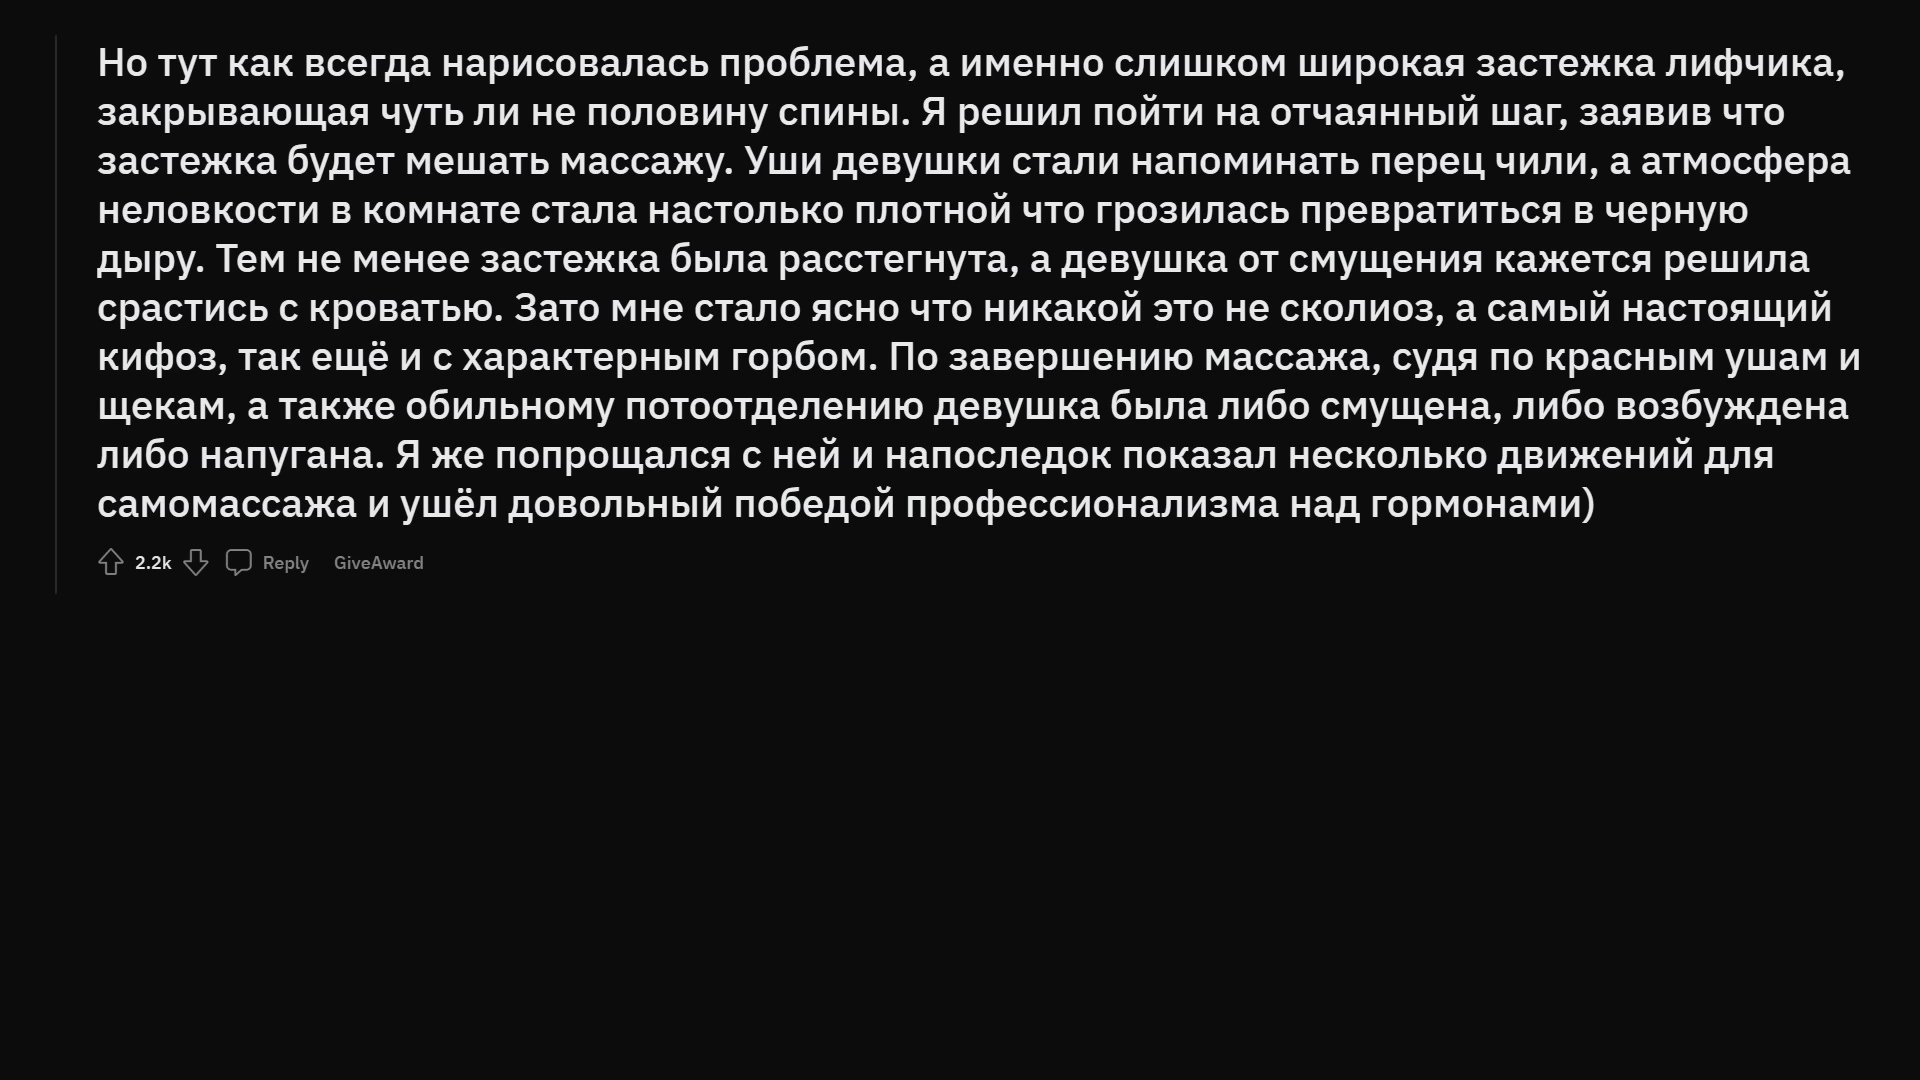 Но тут как всегда нарисовалась проблема, а именно слишком широкая застежка лифчика,
закрывающая чуть ли не половину спины. Я решил пойти на отчаянный шаг, заявив что
застежка будет мешать массажу. Уши девушки стали напоминать перец чили, а атмосфера
неловкости в комнате стала настолько плотной что грозилась превратиться в черную
дыру. Тем не менее застежка была расстегнута, а девушка от смущения кажется решила
срастись с кроватью. Зато мне стало ясно что никакой это не сколиоз, а самый настоящий
кифоз, так ещё и с характерным горбом. По завершению массажа, судя по красным ушам и
щекам, а также обильному потоотделению девушка была либо смущена, либо возбуждена
либо напугана. Я же попрощался с ней и напоследок показал несколько движений для
самомассажа и ушёл довольный победой профессионализма над гормонами)
2.2k Reply GiveAward